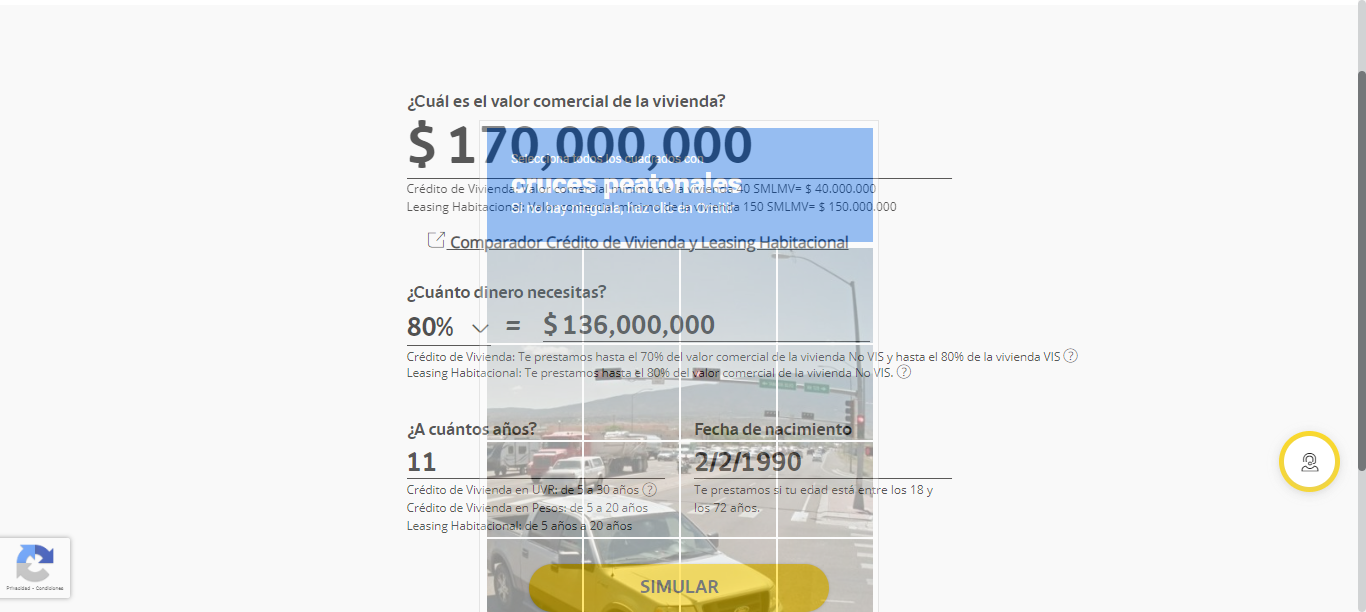 ¿Cuál es el valor comercial de la vivienda?
$ 170,000,000
Selecciona todos los cuadrados con
cruces peatonales
Crédito de Vivienda: Valor comercial mínimo de la vivienda 40 SMLMV= $ 40.000.000
Si no hay ninguna, haz clic en Omitir
Leasing Habitacional: Valor comercial mínimo de la vivienda 150 SMLMV= $ 150.000.000
Comparador Crédito de Vivienda y Leasing Habitacional
¿Cuánto dinero necesitas?
80% = $ 136,000,000
Crédito de Vivienda: Te prestamos hasta el 70% del valor comercial de la vivienda No VIS y hasta el 80% de la vivienda VIS ?
Leasing Habitacional: Te prestamos hasta el 80% del valor comercial de la vivienda No VIS. ?
¿A cuántos años?
11
Crédito de Vivienda en UVR: de 5 a 30 años ?
Crédito de Vivienda en Pesos: de 5 a 20 años
Leasing Habitacional: de 5 años a 20 años
Fecha de nacimiento
2/2/1990
Te prestamos si tu edad está entre los 18 y
los 72 años.
SIMULAR
Privacidad - Condiciones